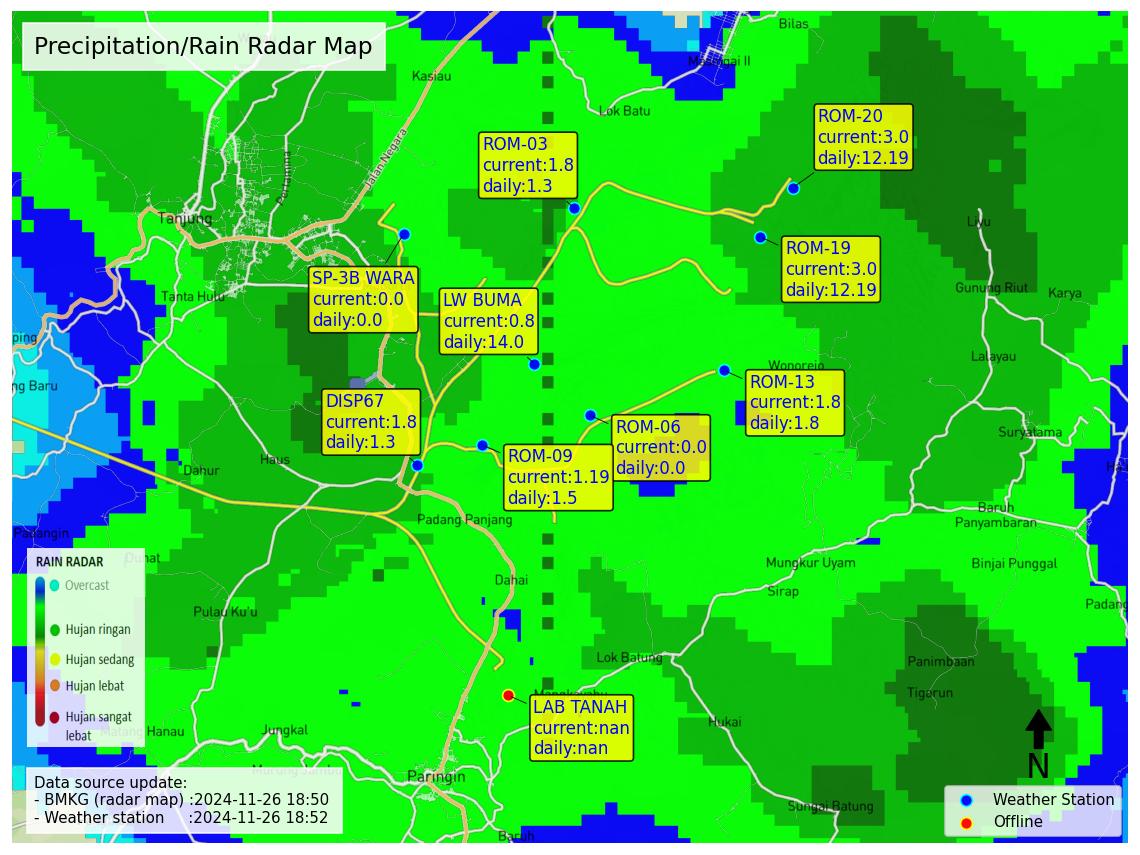 Precipitation/Rain Radar Map
Bilas
Kasiau
Lok Batu
ROM-20
current:3.0
daily:12.19
ROM-03
current:1.8
daily:1.3
Jalan Negara
Pertamina
Tanjung
Liyu
ROM-19
current:3.0
daily:12.19
SP-3B WARA
current:0.0
daily:0.0
LW BUMA
current:0.8
daily:14.0
Tanta Hulu
Gunung Riut
Karya
ping
ng Baru
Lalayau
Wonorejo
ROM-13
current:1.8
daily:1.8
DISP67
current:1.8
daily:1.3
ROM-06
current:0.0
daily:0.0
Suryatama
ROM-09
current:1.19
daily:1.5
Haus
Dahur
Padang Panjang
Baruh
Panyambaran
Padangin
Mungkur Uyam
Binjai Punggal
Dahai
Sirap
Padang
Pulau Ku'u
RAIN RADAR
Overcast
Hujan ringan
Hujan sedang
Hujan lebat
Hujan sangat
lebat
Lok Batung
Panimbaan
Tigarun
LAB TANAH
current:nan
daily:nan
Hukai
Matang Hanau
Jungkal
N
Paringin
Sungai Batung
Baruh
Data source update:
- BMKG (radar map) :2024-11-26 18:50
- Weather station :2024-11-26 18:52
Weather Station
Offline